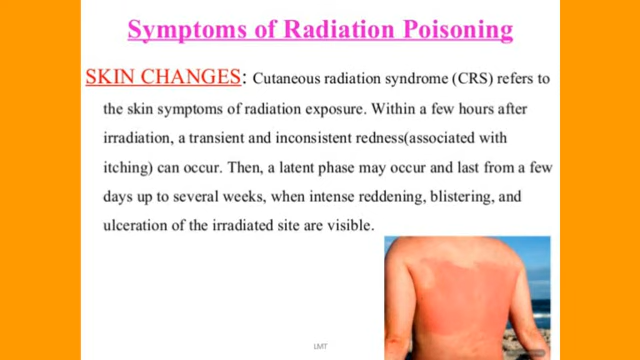 Symptoms of Radiation Poisoning
SKIN CHANGES: Cutaneous radiation syndrome (CRS) refers to
the skin symptoms of radiation exposure. Within a few hours after
irradiation, a transient and inconsistent redness(associated with
itching) can occur. Then, a latent phase may occur and last from a few
days up to several weeks, when intense reddening, blistering, and
ulceration of the irradiated site are visible.
LMT